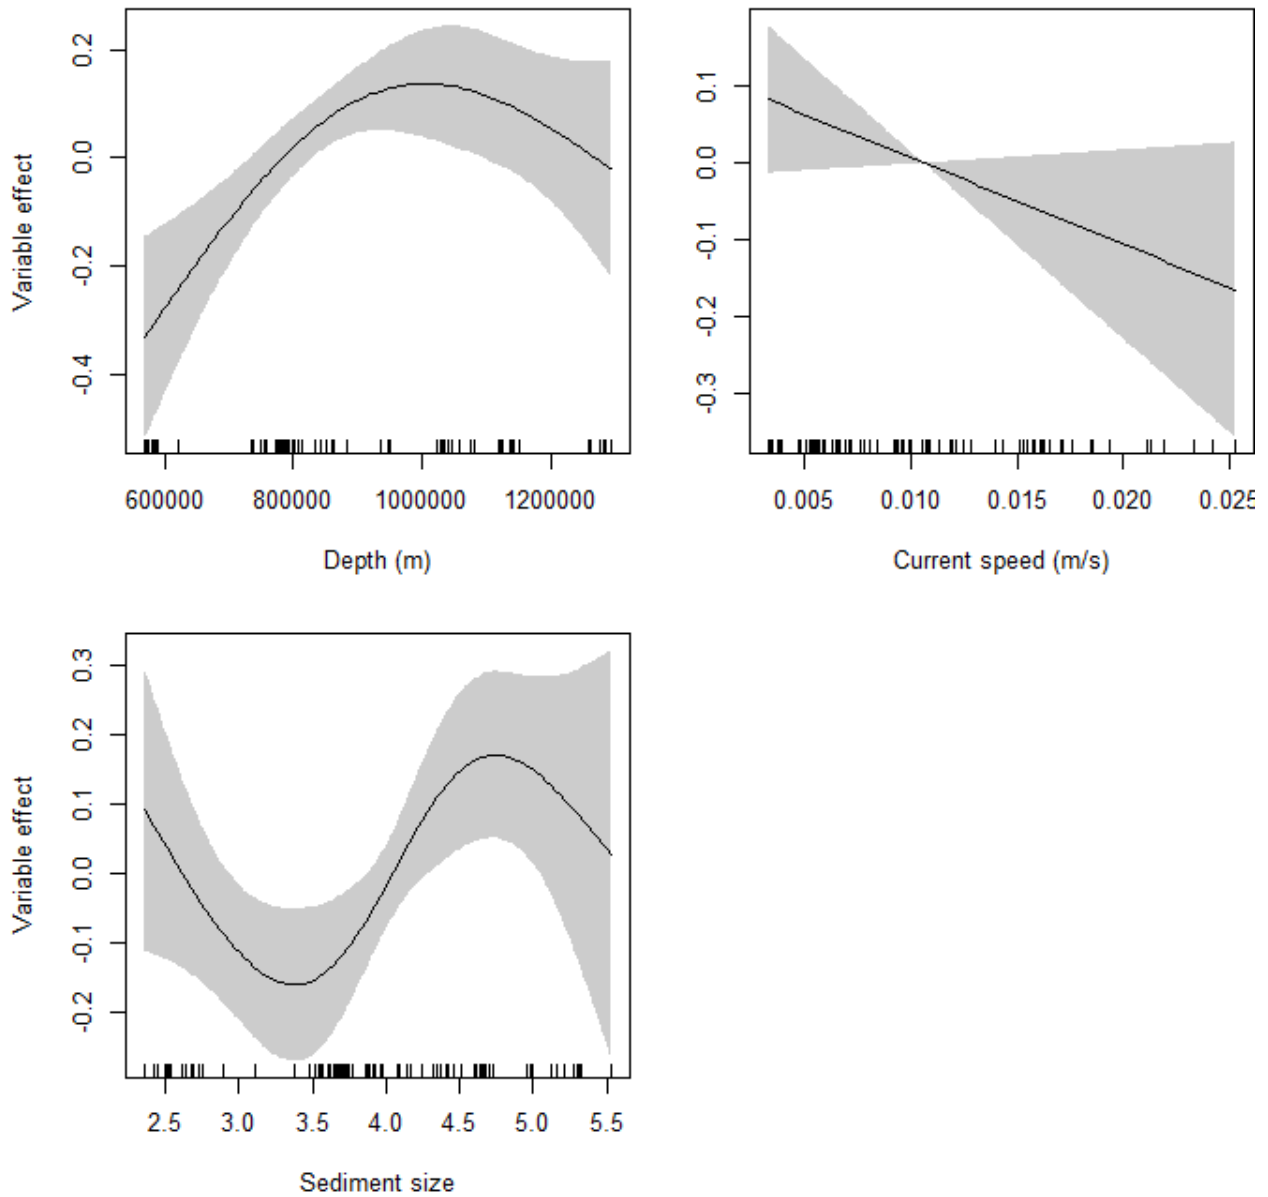 Variable effect
0.2
0.0
-0.2
-0.4
600000 800000 1000000 1200000
Depth (m)
0.1
0.0
-0.1
-0.2
-0.3
0.005 0.010 0.015 0.020 0.025
Current speed (m/s)
Variable effect
0.3
0.2
0.1
0.0
-0.1
-0.2
2.5 3.0 3.5 4.0 4.5 5.0 5.5
Sediment size